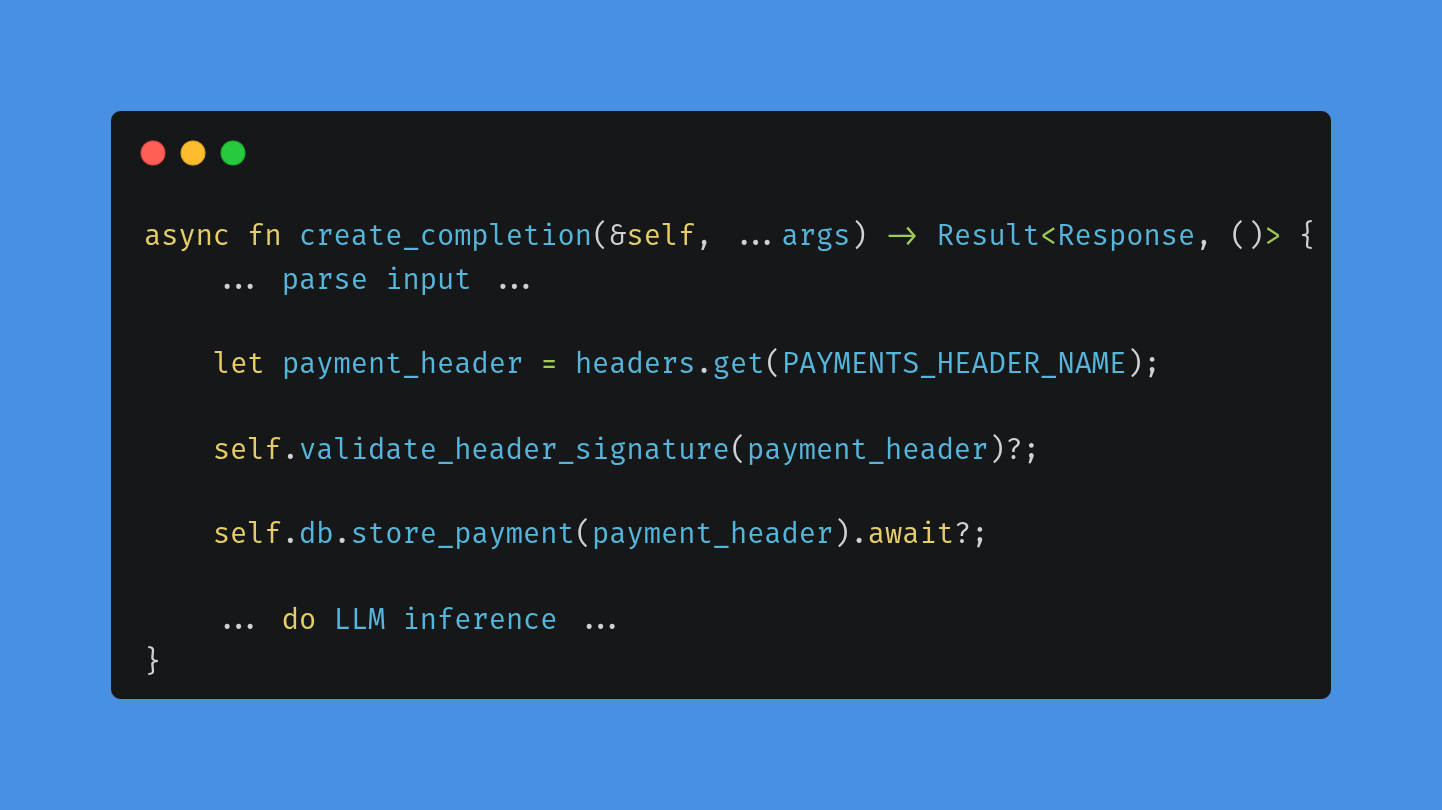 async fn create_completion(&self, ...args) -> Result<Response, ()> {
    ... parse input ...
    let payment_header = headers.get(PAYMENTS_HEADER_NAME);
    self.validate_header_signature(payment_header)?;
    self.db.store_payment(payment_header).await?;
    ... do LLM inference ...
}